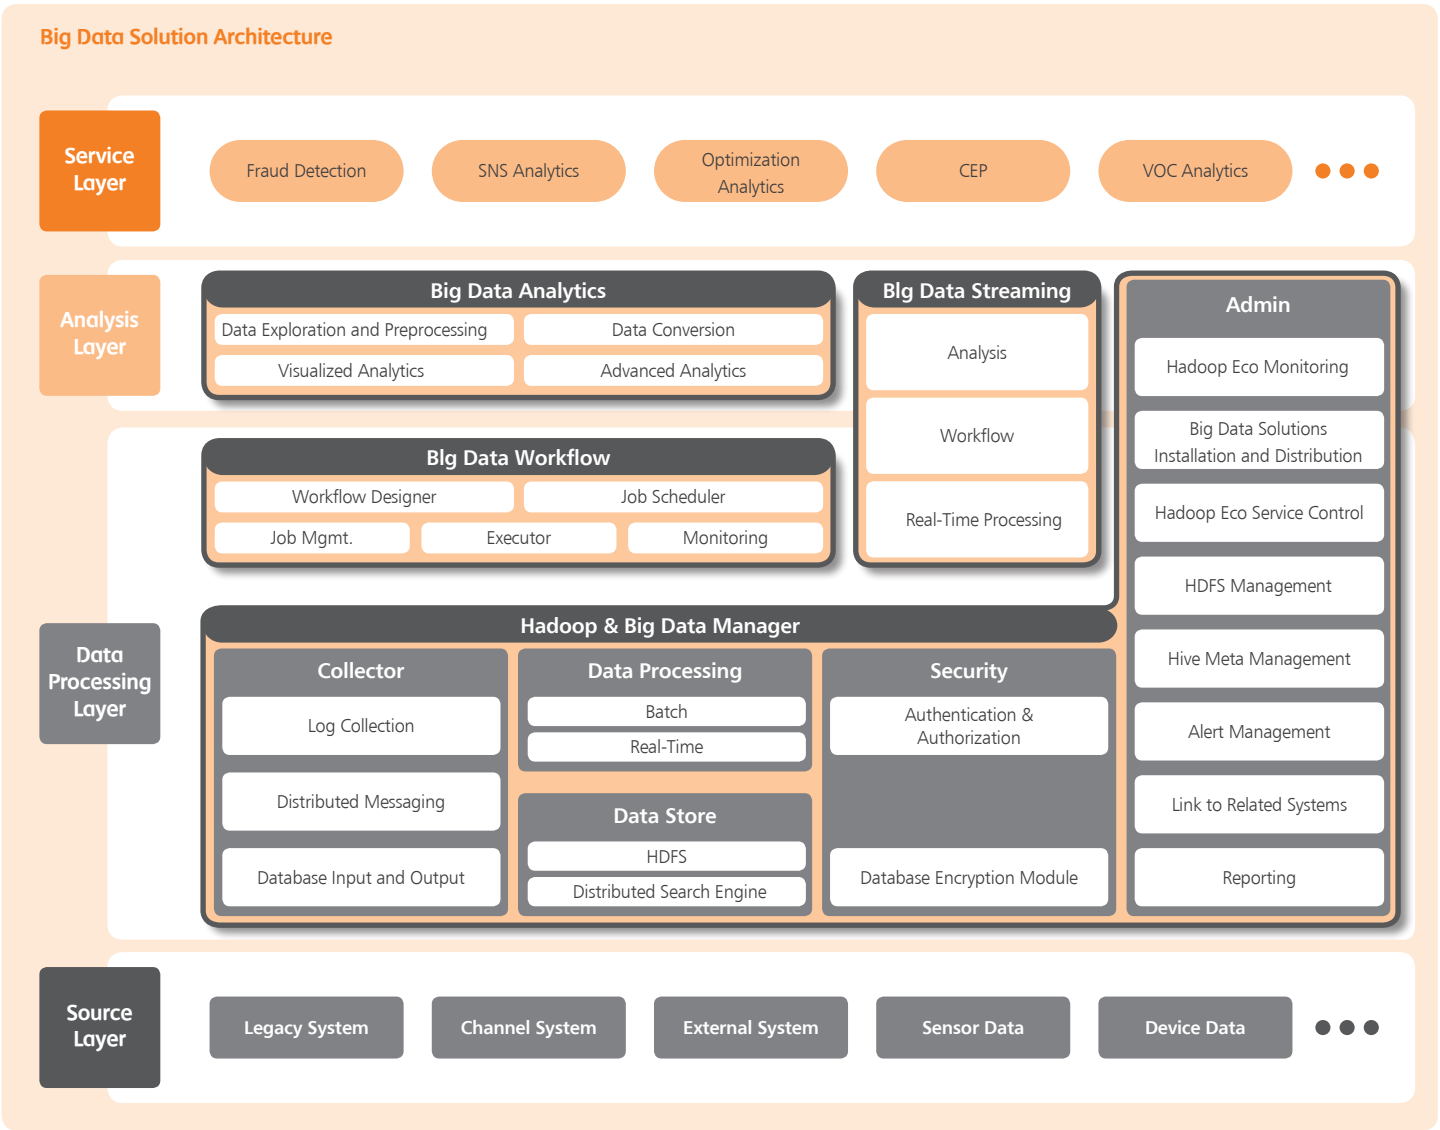 Big Data Solution Architecture
Service
Layer
Fraud Detection
SNS Analytics
Optimization
Analytics
CEP
VOC Analytics
Analysis
Layer
Big Data Analytics
Data Exploration and Preprocessing
Data Conversion
Visualized Analytics
Advanced Analytics
Blg Data Streaming
Analysis
Workflow
Real-Time Processing
Admin
Hadoop Eco Monitoring
Big Data Solutions
Installation and Distribution
Hadoop Eco Service Control
HDFS Management
Hive Meta Management
Alert Management
Link to Related Systems
Reporting
Data
Processing
Layer
Blg Data Workflow
Workflow Designer
Job Scheduler
Job Mgmt.
Executor
Monitoring
Hadoop & Big Data Manager
Collector
Log Collection
Distributed Messaging
Database Input and Output
Data Processing
Batch
Real-Time
Data Store
HDFS
Distributed Search Engine
Security
Authentication &
Authorization
Database Encryption Module
Source
Layer
Legacy System
Channel System
External System
Sensor Data
Device Data